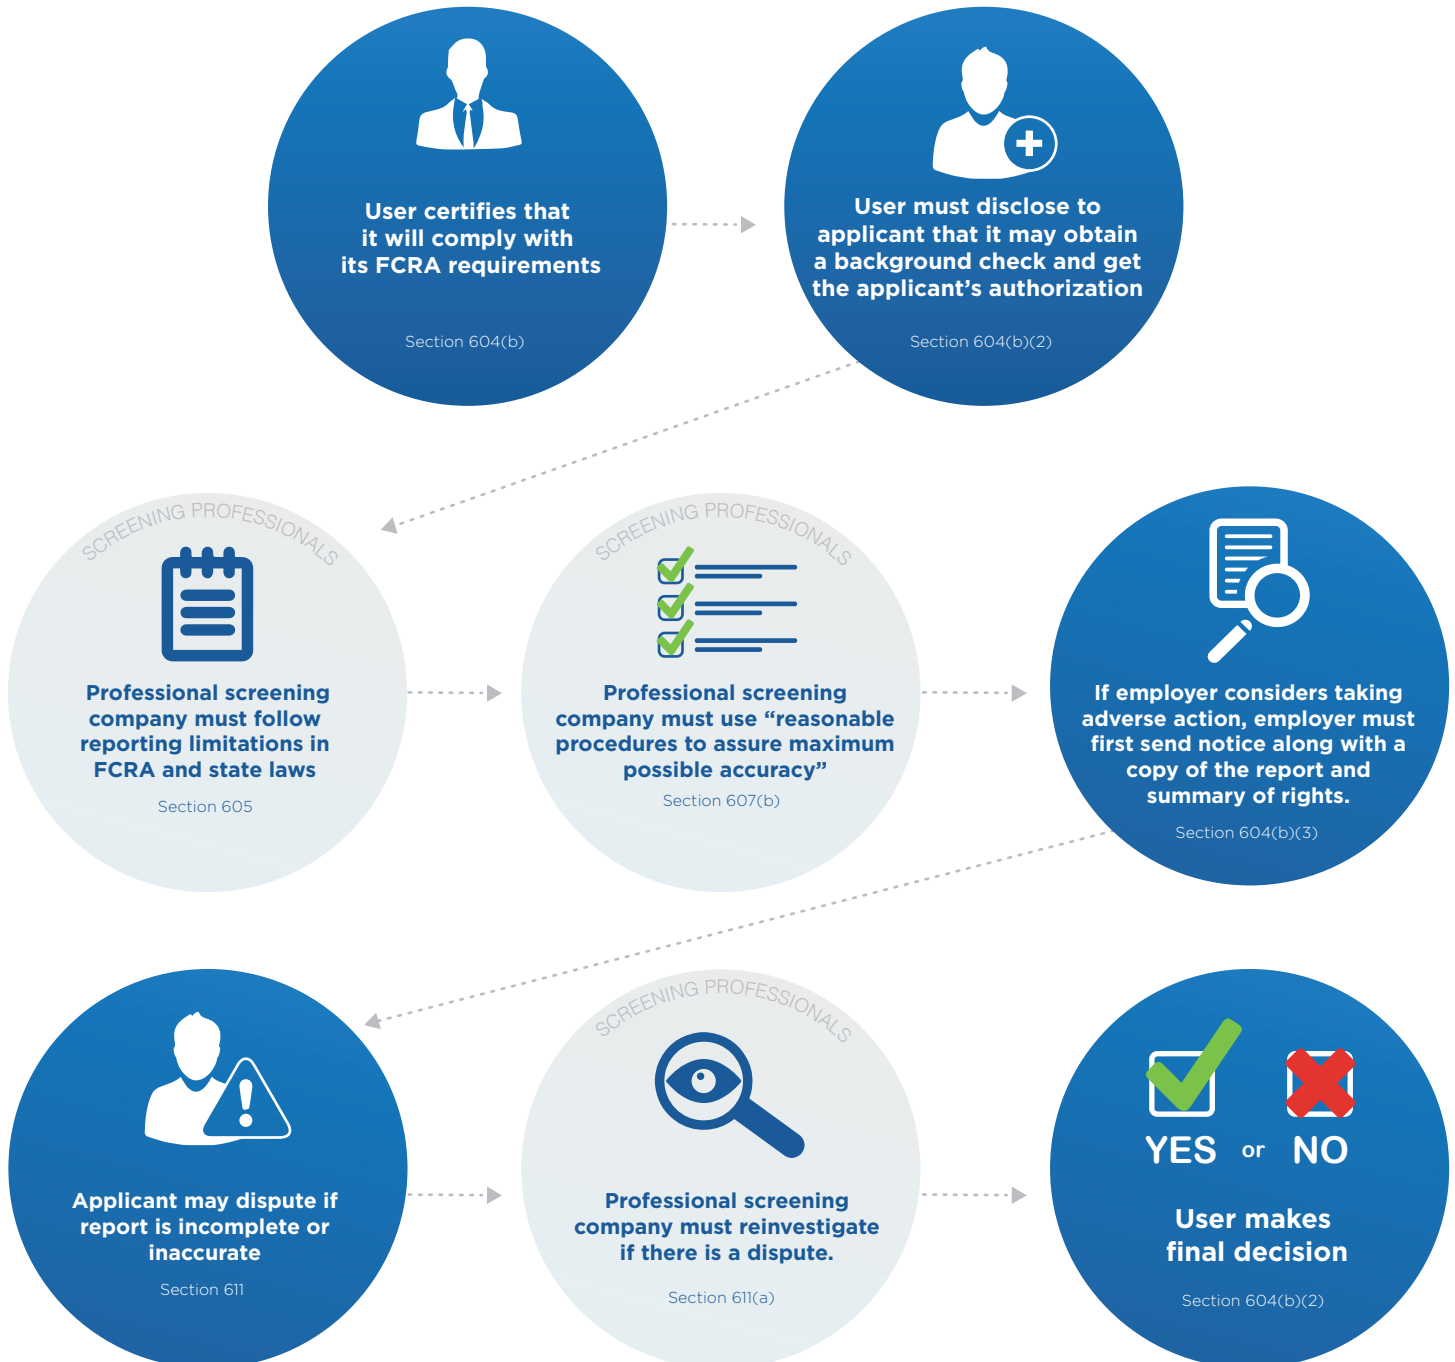 User certifies that
it will comply with
its FCRA requirements
Section 604(b)
User must disclose to
applicant that it may obtain
a background check and get
the applicant’s authorization
Section 604(b)(2)
SCREENING PROFESSIONALS
Professional screening
company must follow
reporting limitations in
FCRA and state laws
Section 605
SCREENING PROFESSIONALS
Professional screening
company must use “reasonable
procedures to assure maximum
possible accuracy”
Section 607(b)
If employer considers taking
adverse action, employer must
first send notice along with a
copy of the report and
summary of rights.
Section 604(b)(3)
Applicant may dispute if
report is incomplete or
inaccurate
Section 611
SCREENING PROFESSIONALS
Professional screening
company must reinvestigate
if there is a dispute.
Section 611(a)
YES or NO
User makes
final decision
Section 604(b)(2)